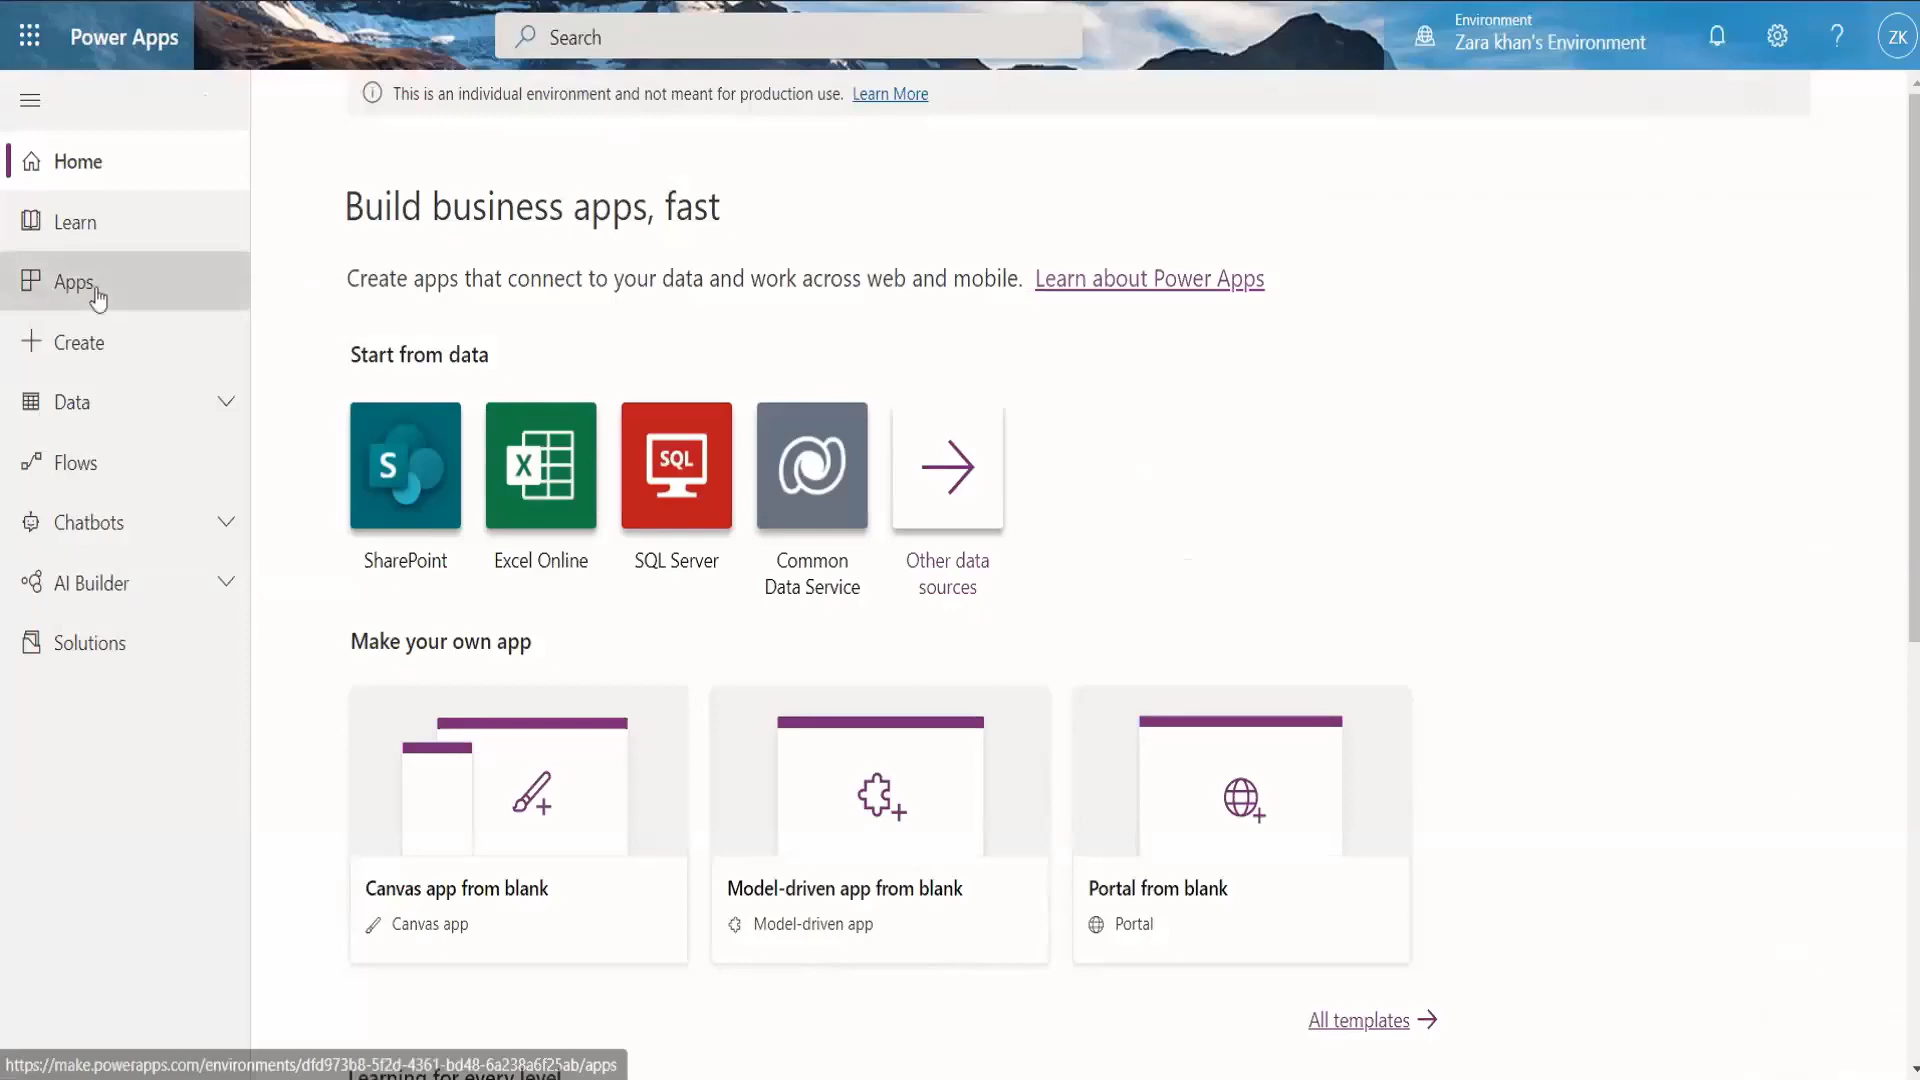 Power Apps
Search
Environment
Zara khan's Environment
ZK
This is an individual environment and not meant for production use. Learn More
Home
Learn
Apps
Create
Data
Flows
Chatbots
AI Builder
Solutions
Build business apps, fast
Create apps that connect to your data and work across web and mobile. Learn about Power Apps
Start from data
S
X
SQL
SharePoint
Excel Online
SQL Server
Common
Data Service
Other data
sources
Make your own app
Canvas app from blank
Canvas app
Model-driven app from blank
Model-driven app
Portal from blank
Portal
All templates
Learning for every level
https://make.powerapps.com/environments/dfd973b8-5f2d-4361-bd48-6a238a6f25ab/apps